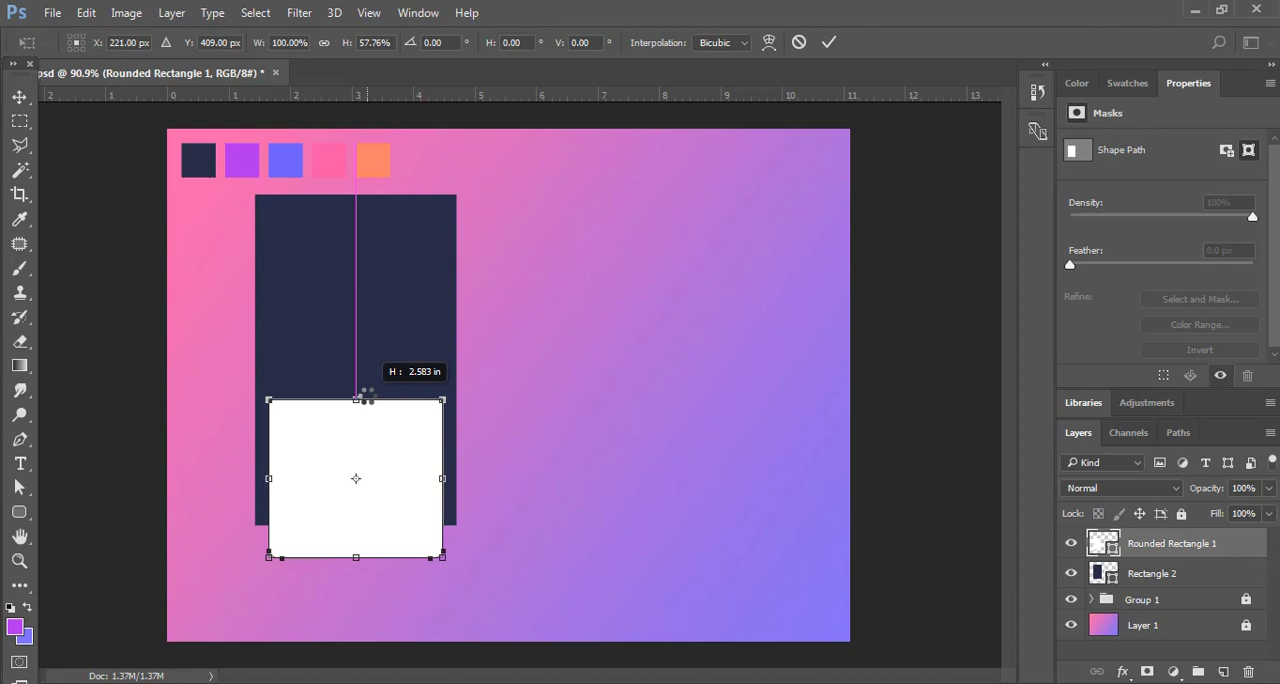 Ps File Edit Image Layer Type Select Filter 3D View Window Help
X: 221.00 px Y: 409.00 px W: 100.00% H: 57.76% 0.00 ° H: 0.00 ° V: 0.00 ° Interpolation: Bicubic
psd @ 90.9% (Rounded Rectangle 1, RGB/8#) * ×
2 1 0 1 2 3 4 5 6 7 8 9 10 11 12 13
H : 2.583 in
Doc: 1.37M/1.37M
Color Swatches Properties
Masks
Shape Path
Density: 100%
Feather: 0.0 px
Refine: Select and Mask...
Color Range...
Invert
Libraries Adjustments
Layers Channels Paths
Kind
Normal Opacity: 100%
Lock: Fill: 100%
Rounded Rectangle 1
Rectangle 2
Group 1
Layer 1
fx